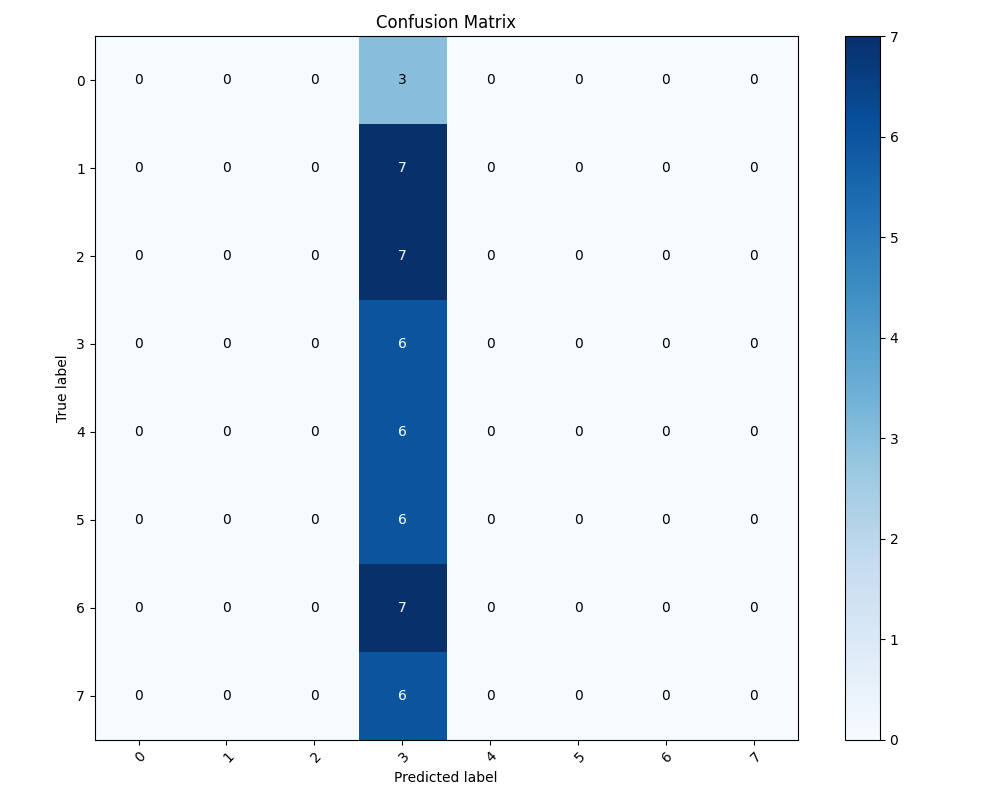 Confusion Matrix
0 0 0 0 3 0 0 0 0
1 0 0 0 7 0 0 0 0
2 0 0 0 7 0 0 0 0
3 0 0 0 6 0 0 0 0
4 0 0 0 6 0 0 0 0
5 0 0 0 6 0 0 0 0
6 0 0 0 7 0 0 0 0
7 0 0 0 6 0 0 0 0
0 1 2 3 4 5 6 7
True label
Predicted label
7
6
5
4
3
2
1
0